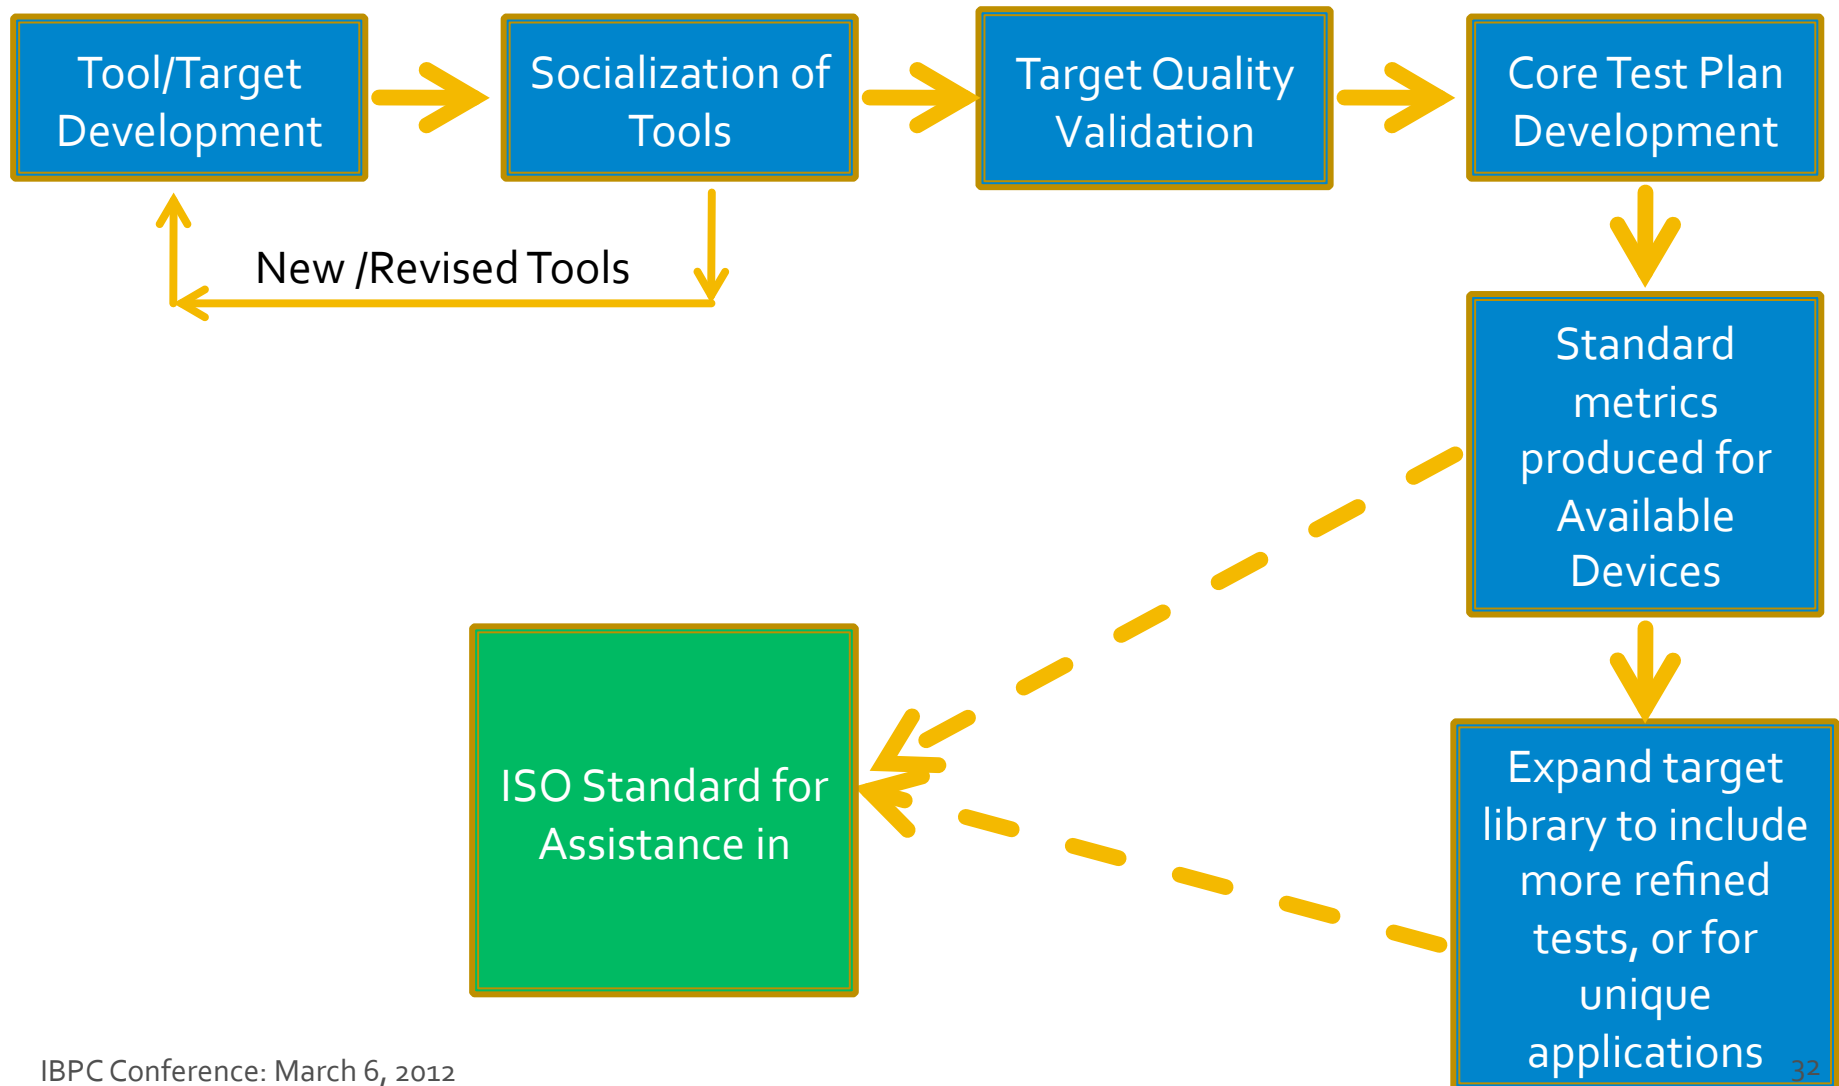 Tool/Target
Development
Socialization of
Tools
Target Quality
Validation
Core Test Plan
Development
New /Revised Tools
Standard
metrics
produced for
Available
Devices
ISO Standard for
Assistance in
Expand target
library to include
more refined
tests, or for
unique
applications
IBPC Conference: March 6, 2012
32